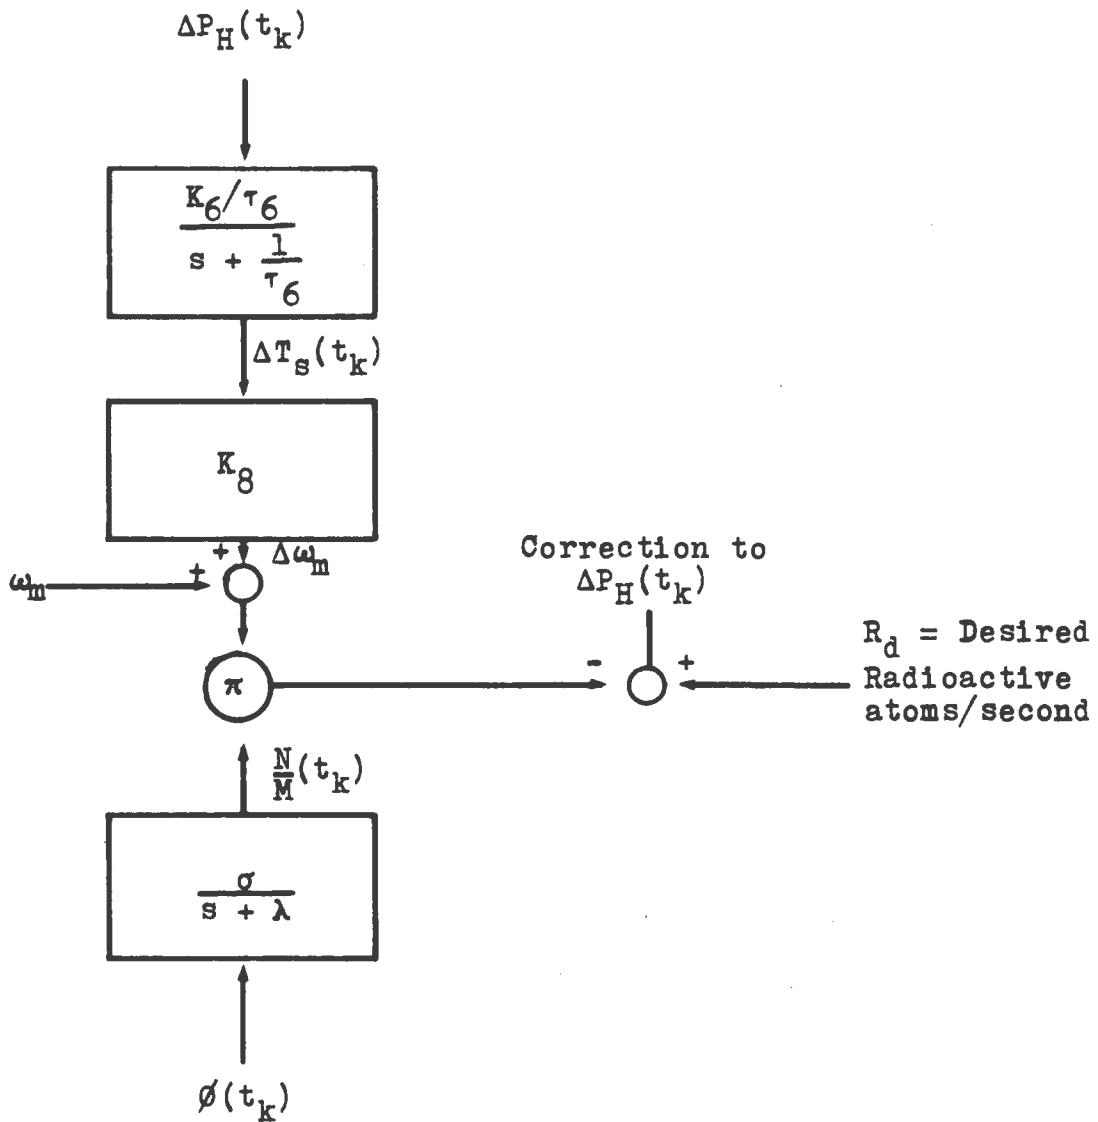 ΔP_H(t_k)
K_6/τ_6
s + 1/τ_6
ΔT_s(t_k)
K_8
+ Δω_m
ω_m +
Correction to
ΔP_H(t_k)
R_d = Desired
π - + Radioactive
atoms/second
N/M(t_k)
σ
s + λ
Ø(t_k)